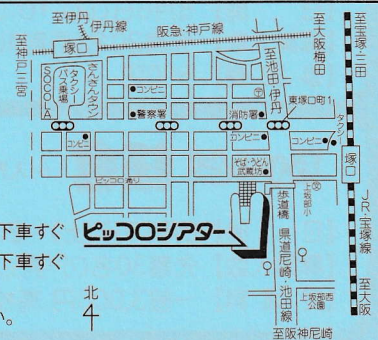 至伊丹
伊丹線
阪急・神戸線
至神戸三宮
塚口
至大阪梅田
至宝塚・三田
至池田・伊丹
SOCOLA
タクシー
バス乗場
さんさんタウン
コンビニ
警察署
消防署
東塚口町1
コンビニ
コンビニ
タクシー
塚口
ピッコロ通り
そば・うどん
武蔵坊
上坂部小
歩道橋
県道尼崎・池田線
JR・宝塚線
ピッコロシアター
下車すぐ
下車すぐ
北
4
い。
上坂部西
公園
至大阪
至阪神尼崎